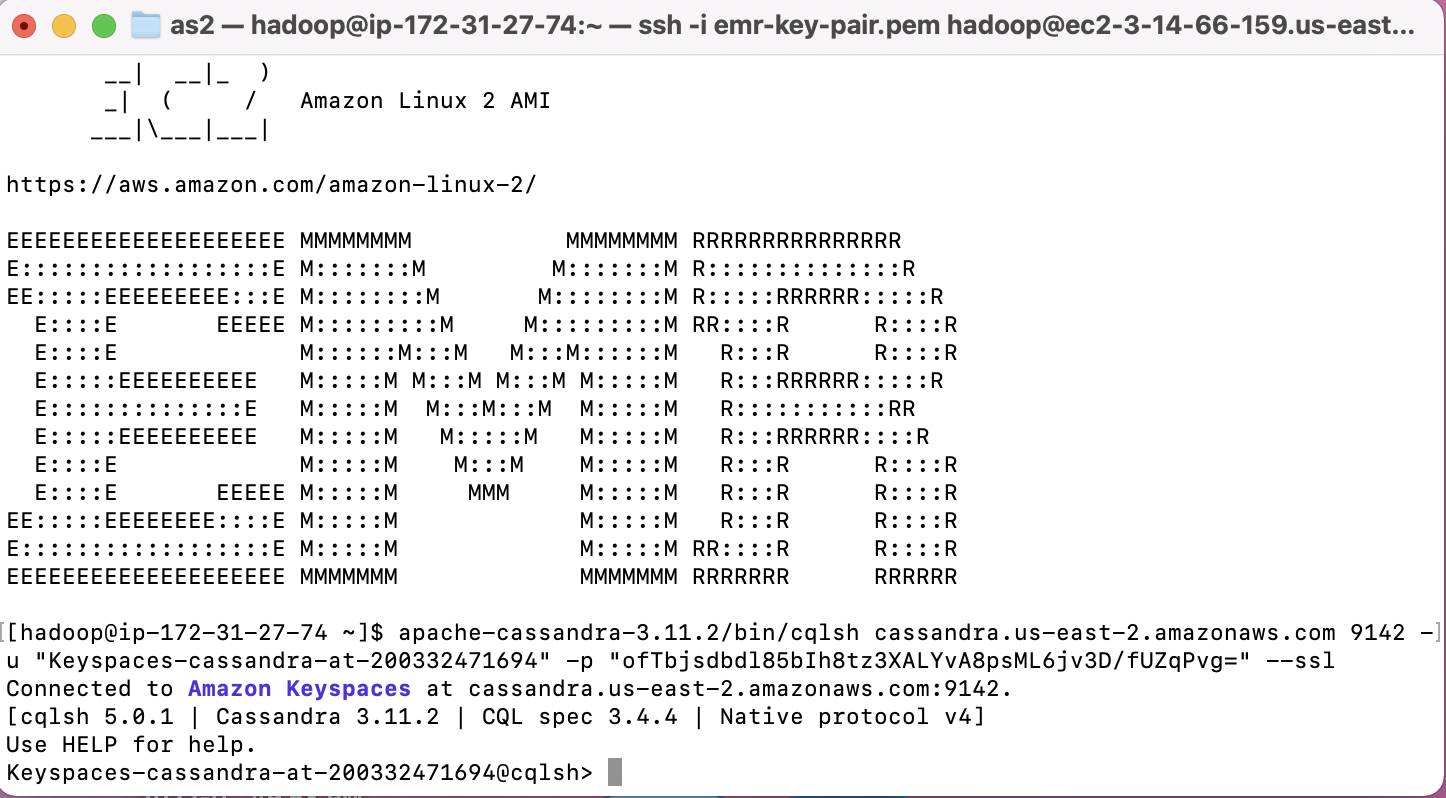 as2 — hadoop@ip-172-31-27-74:~ — ssh -i emr-key-pair.pem hadoop@ec2-3-14-66-159.us-east...
       __|  __|_  )
       _|  (     /   Amazon Linux 2 AMI
      ___|\___|___|
https://aws.amazon.com/amazon-linux-2/
EEEEEEEEEEEEEEEEEEEE MMMMMMMM           MMMMMMMM RRRRRRRRRRRRRRR
E::::::::::::::::::E M:::::::M         M:::::::M R::::::::::::::R
EE:::::EEEEEEEEE:::E M::::::::M       M::::::::M R:::::RRRRRR:::::R
  E::::E       EEEEE M:::::::::M     M:::::::::M RR::::R      R::::R
  E::::E             M::::::M:::M   M:::M::::::M   R:::R      R::::R
  E:::::EEEEEEEEEE   M:::::M M:::M M:::M M:::::M   R:::RRRRRR:::::R
  E::::::::::::::E   M:::::M  M:::M:::M  M:::::M   R:::::::::::RR
  E:::::EEEEEEEEEE   M:::::M   M:::::M   M:::::M   R:::RRRRRR::::R
  E::::E             M:::::M    M:::M    M:::::M   R:::R      R::::R
  E::::E       EEEEE M:::::M     MMM     M:::::M   R:::R      R::::R
EE:::::EEEEEEEE::::E M:::::M             M:::::M   R:::R      R::::R
E::::::::::::::::::E M:::::M             M:::::M RR::::R      R::::R
EEEEEEEEEEEEEEEEEEEE MMMMMMM             MMMMMMM RRRRRRR      RRRRRR
[[hadoop@ip-172-31-27-74 ~]$ apache-cassandra-3.11.2/bin/cqlsh cassandra.us-east-2.amazonaws.com 9142 -]
u "Keyspaces-cassandra-at-200332471694" -p "ofTbjsdbdl85bIh8tz3XALYvA8psML6jv3D/fUZqPvg=" --ssl
Connected to Amazon Keyspaces at cassandra.us-east-2.amazonaws.com:9142.
[cqlsh 5.0.1 | Cassandra 3.11.2 | CQL spec 3.4.4 | Native protocol v4]
Use HELP for help.
Keyspaces-cassandra-at-200332471694@cqlsh>